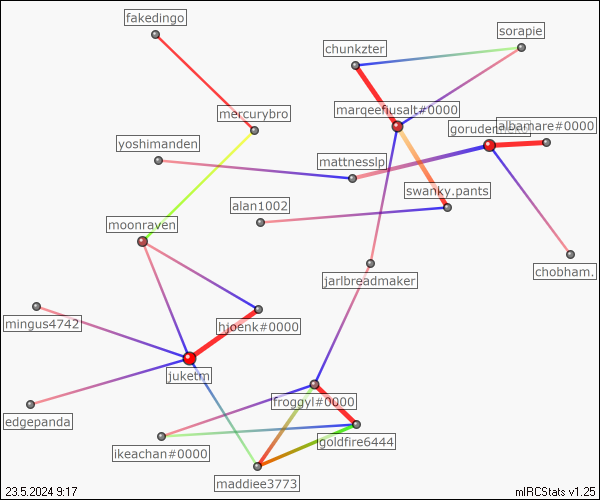 fakedingo
sorapie
chunkzter
mercurybro
marqeefiusalt#0000
albamare#0000
yoshimanden
mattnesslp
swanky.pants
alan1002
moonraven
chobham.
jarlbreadmaker
mingus4742
hjoenk#0000
juketm
froggyl#0000
edgepanda
goldfire6444
ikeachan#0000
maddiee3773
23.5.2024 9:17
mIRCStats v1.25